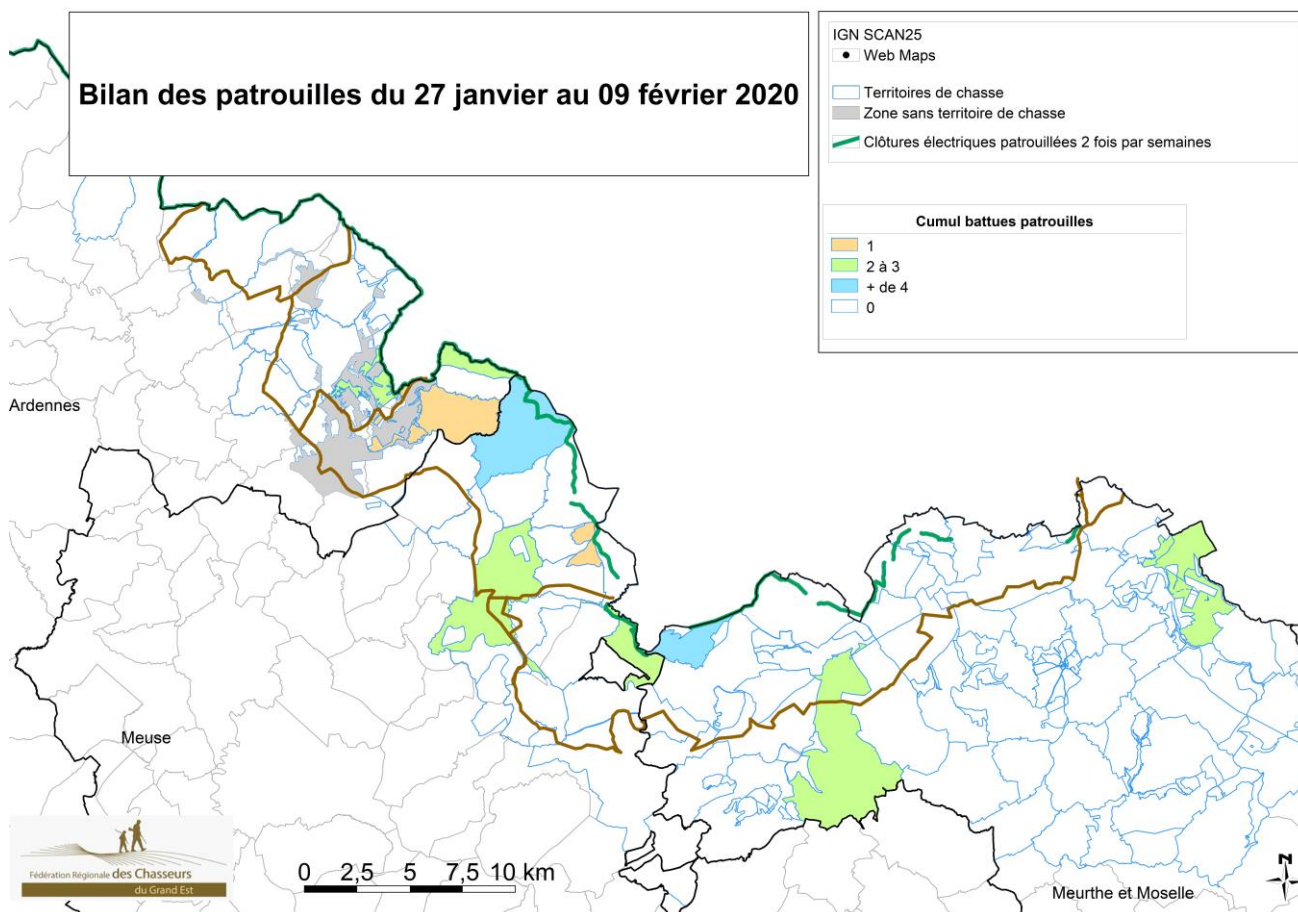 Bilan des patrouilles du 27 janvier au 09 février 2020
IGN SCAN25
Web Maps
Territoires de chasse
Zone sans territoire de chasse
Clôtures électriques patrouillées 2 fois par semaines
Cumul battues patrouilles
1
2 à 3
+ de 4
0
Ardennes
Meuse
Meurthe et Moselle
Fédération Régionale des Chasseurs
du Grand Est
0 2,5 5 7,5 10 km
N